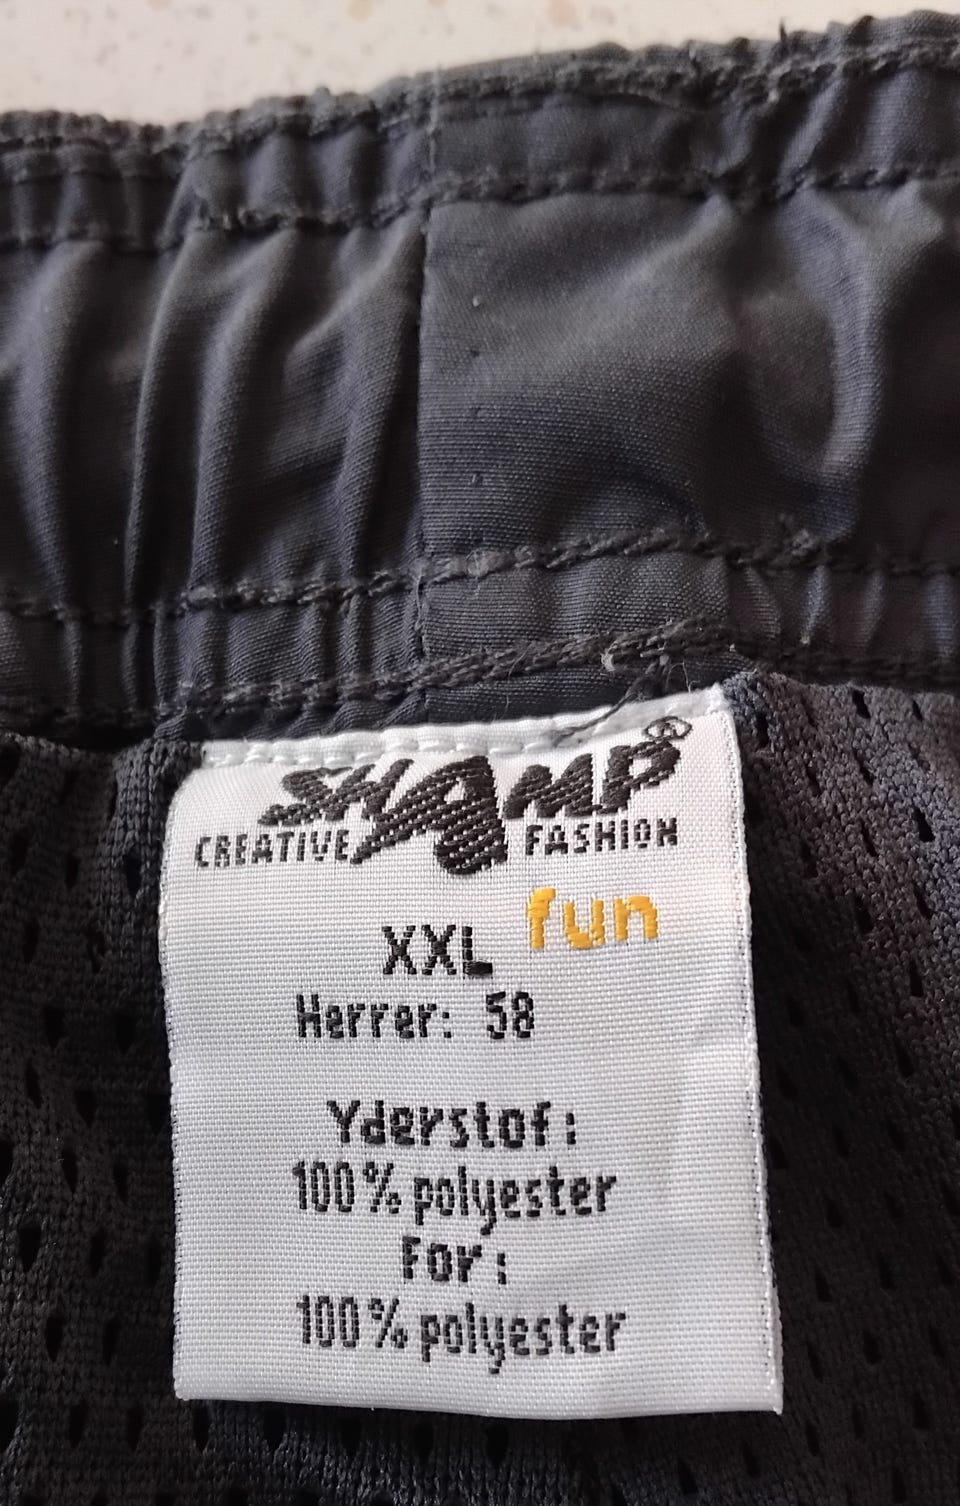 SHAMP®
CREATIVE FASHION
fun
XXL
Herrer: 58
Yderstof:
100% polyester
For:
100% polyester